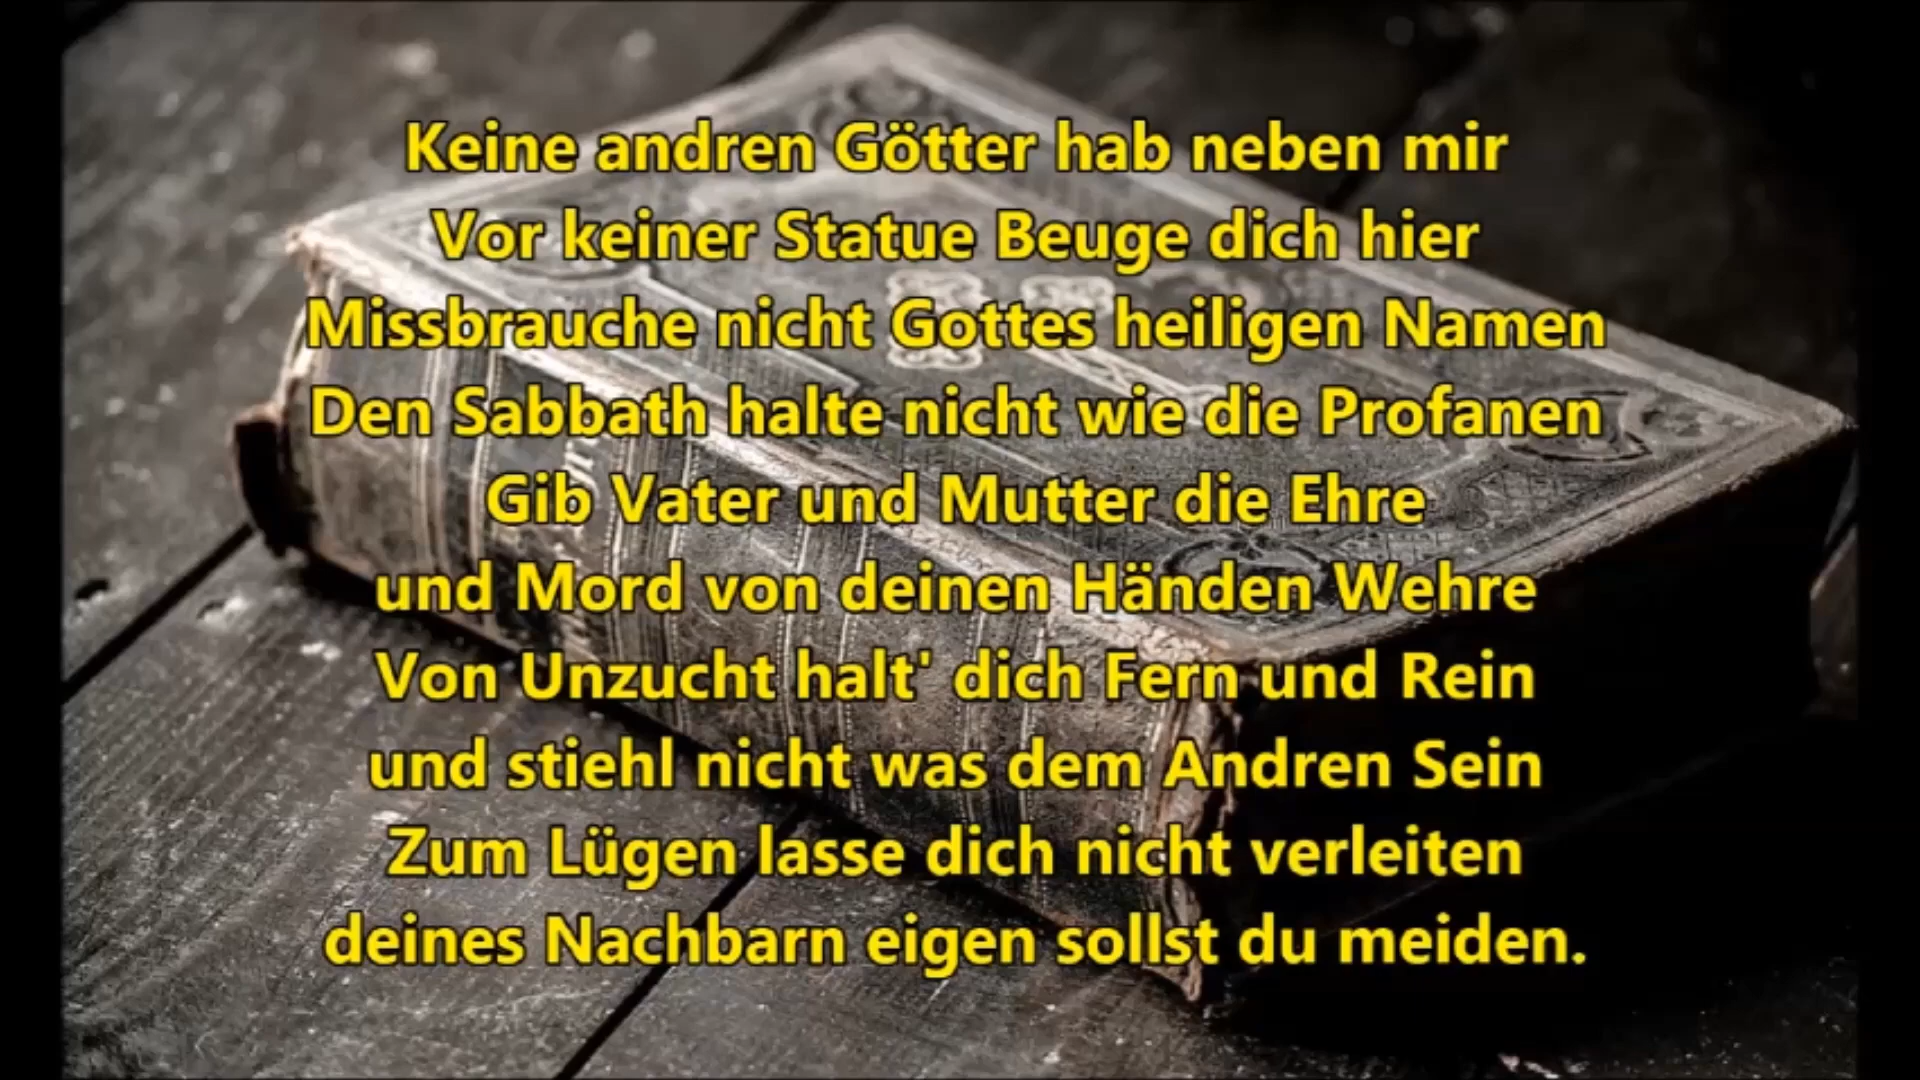 Keine andren Götter hab neben mir
Vor keiner Statue Beuge dich hier
Missbrauche nicht Gottes heiligen Namen
Den Sabbath halte nicht wie die Profanen
Gib Vater und Mutter die Ehre
und Mord von deinen Händen Wehre
Von Unzucht halt' dich Fern und Rein
und stiehl nicht was dem Andren Sein
Zum Lügen lasse dich nicht verleiten
deines Nachbarn eigen sollst du meiden.